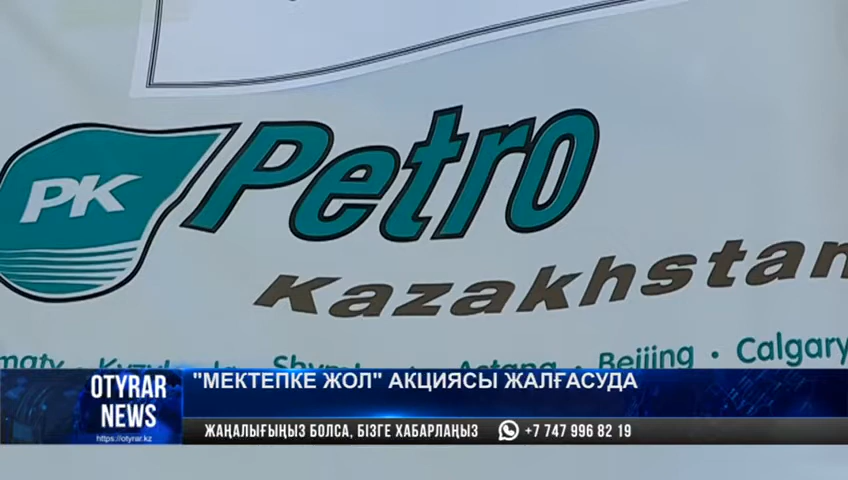 PK
Petro
Kazakhstan
Beijing · Calgary
OTYRAR
NEWS
https://otyrar.kz
"МЕКТЕПКЕ ЖОЛ" АКЦИЯСЫ ЖАЛҒАСУДА
ЖАҢАЛЫҒЫҢЫЗ БОЛСА, БІЗГЕ ХАБАРЛАҢЫЗ +7 747 996 82 19